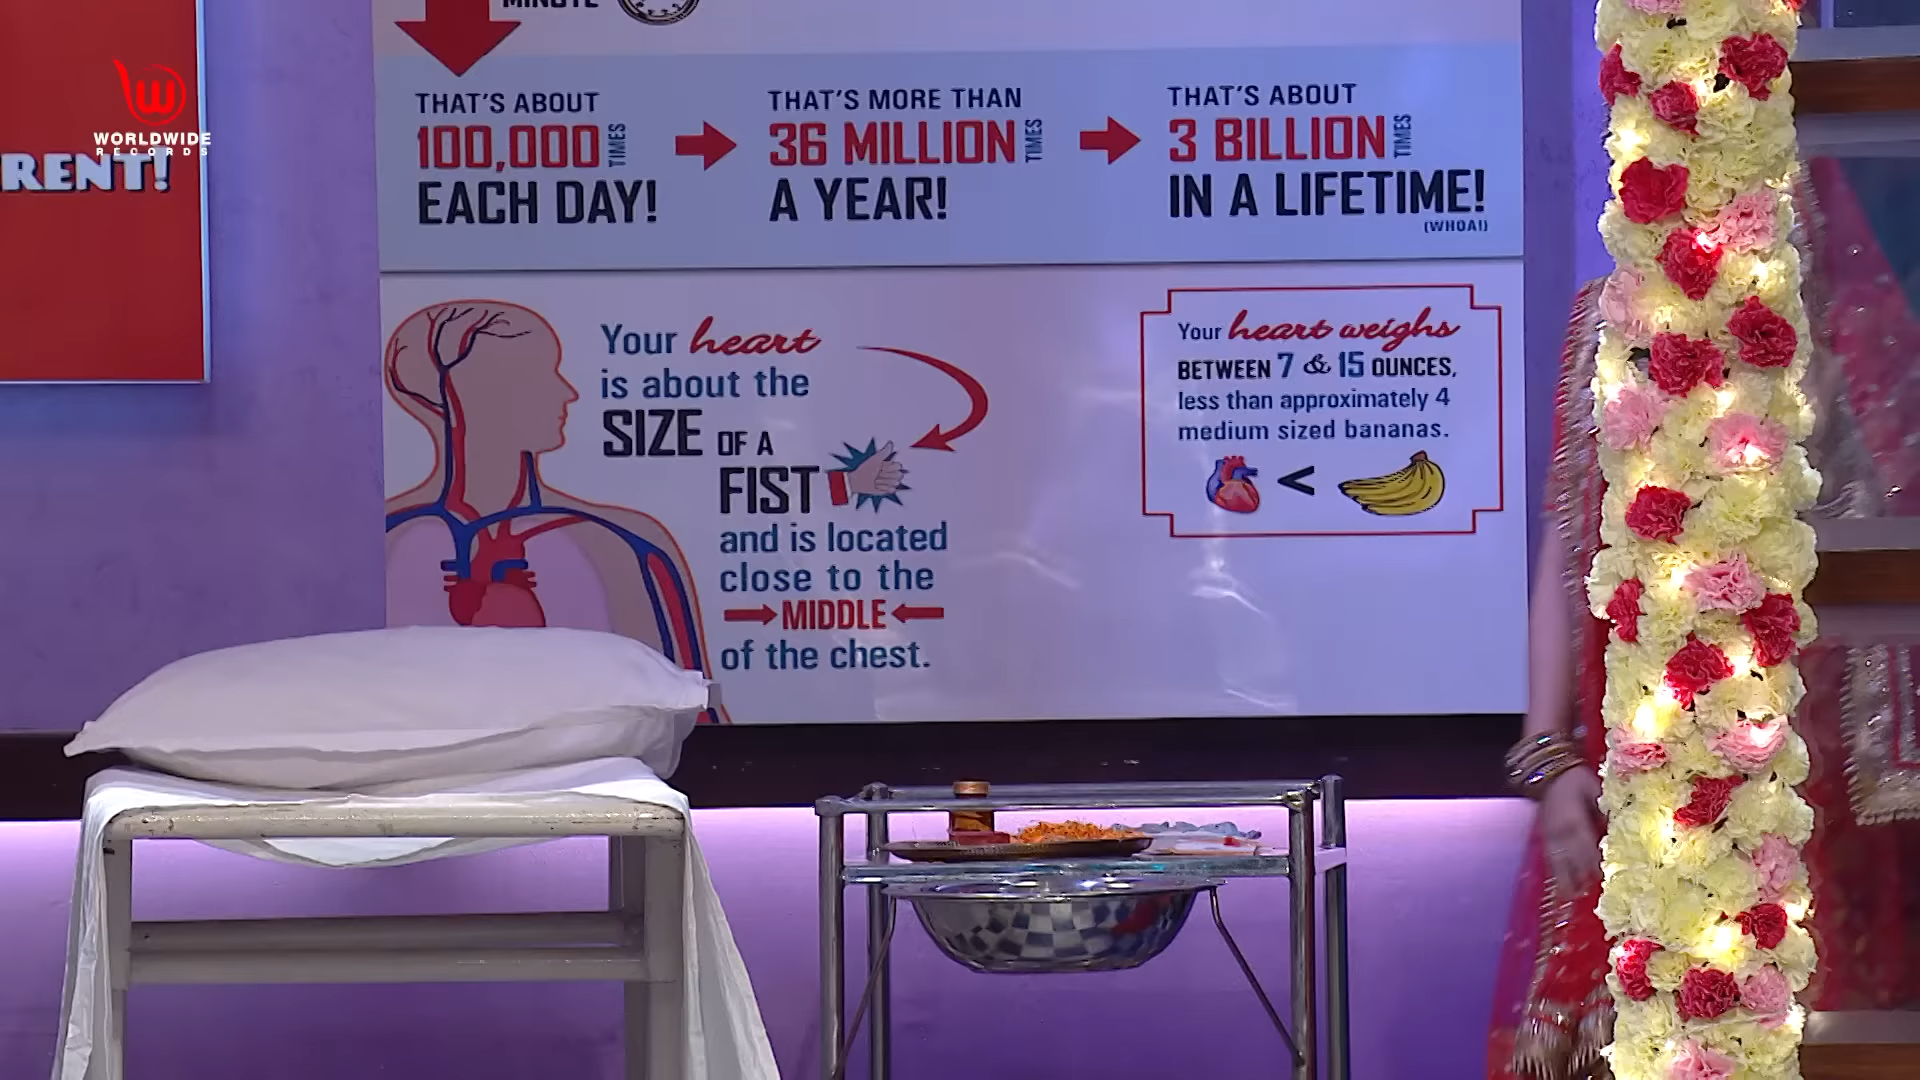 MINUTE
WORLDWIDE
RECORDS
RENT!
THAT'S ABOUT
100,000 TIMES
EACH DAY!
THAT'S MORE THAN
36 MILLION TIMES
A YEAR!
THAT'S ABOUT
3 BILLION TIMES
IN A LIFETIME!
(WHOA!)
Your heart
is about the
SIZE OF A
FIST
and is located
close to the
MIDDLE
of the chest.
Your heart weighs
BETWEEN 7 & 15 OUNCES,
less than approximately 4
medium sized bananas.
<